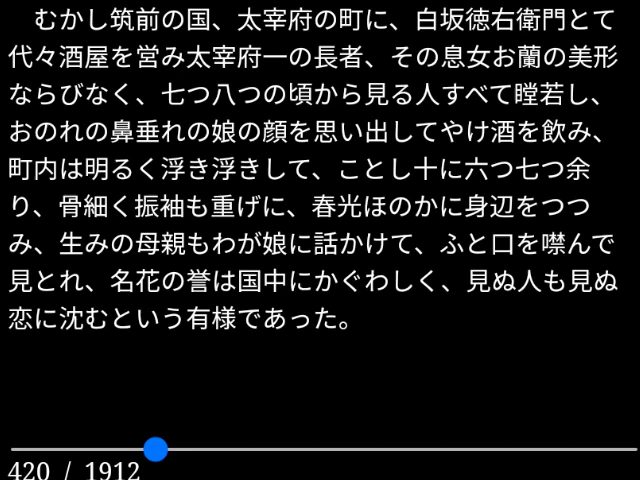 むかし筑前の国、太宰府の町に、白坂徳右衛門とて
代々酒屋を営み太宰府一の長者、その息女お蘭の美形
ならびなく、七つ八つの頃から見る人すべて瞠若し、
おのれの鼻垂れの娘の顔を思い出してやけ酒を飲み、
町内は明るく浮き浮きして、ことし十に六つ七つ余
り、骨細く振袖も重げに、春光ほのかに身辺をつつ
み、生みの母親もわが娘に話かけて、ふと口を噤んで
見とれ、名花の誉は国中にかぐわしく、見ぬ人も見ぬ
恋に沈むという有様であった。
420 / 1912